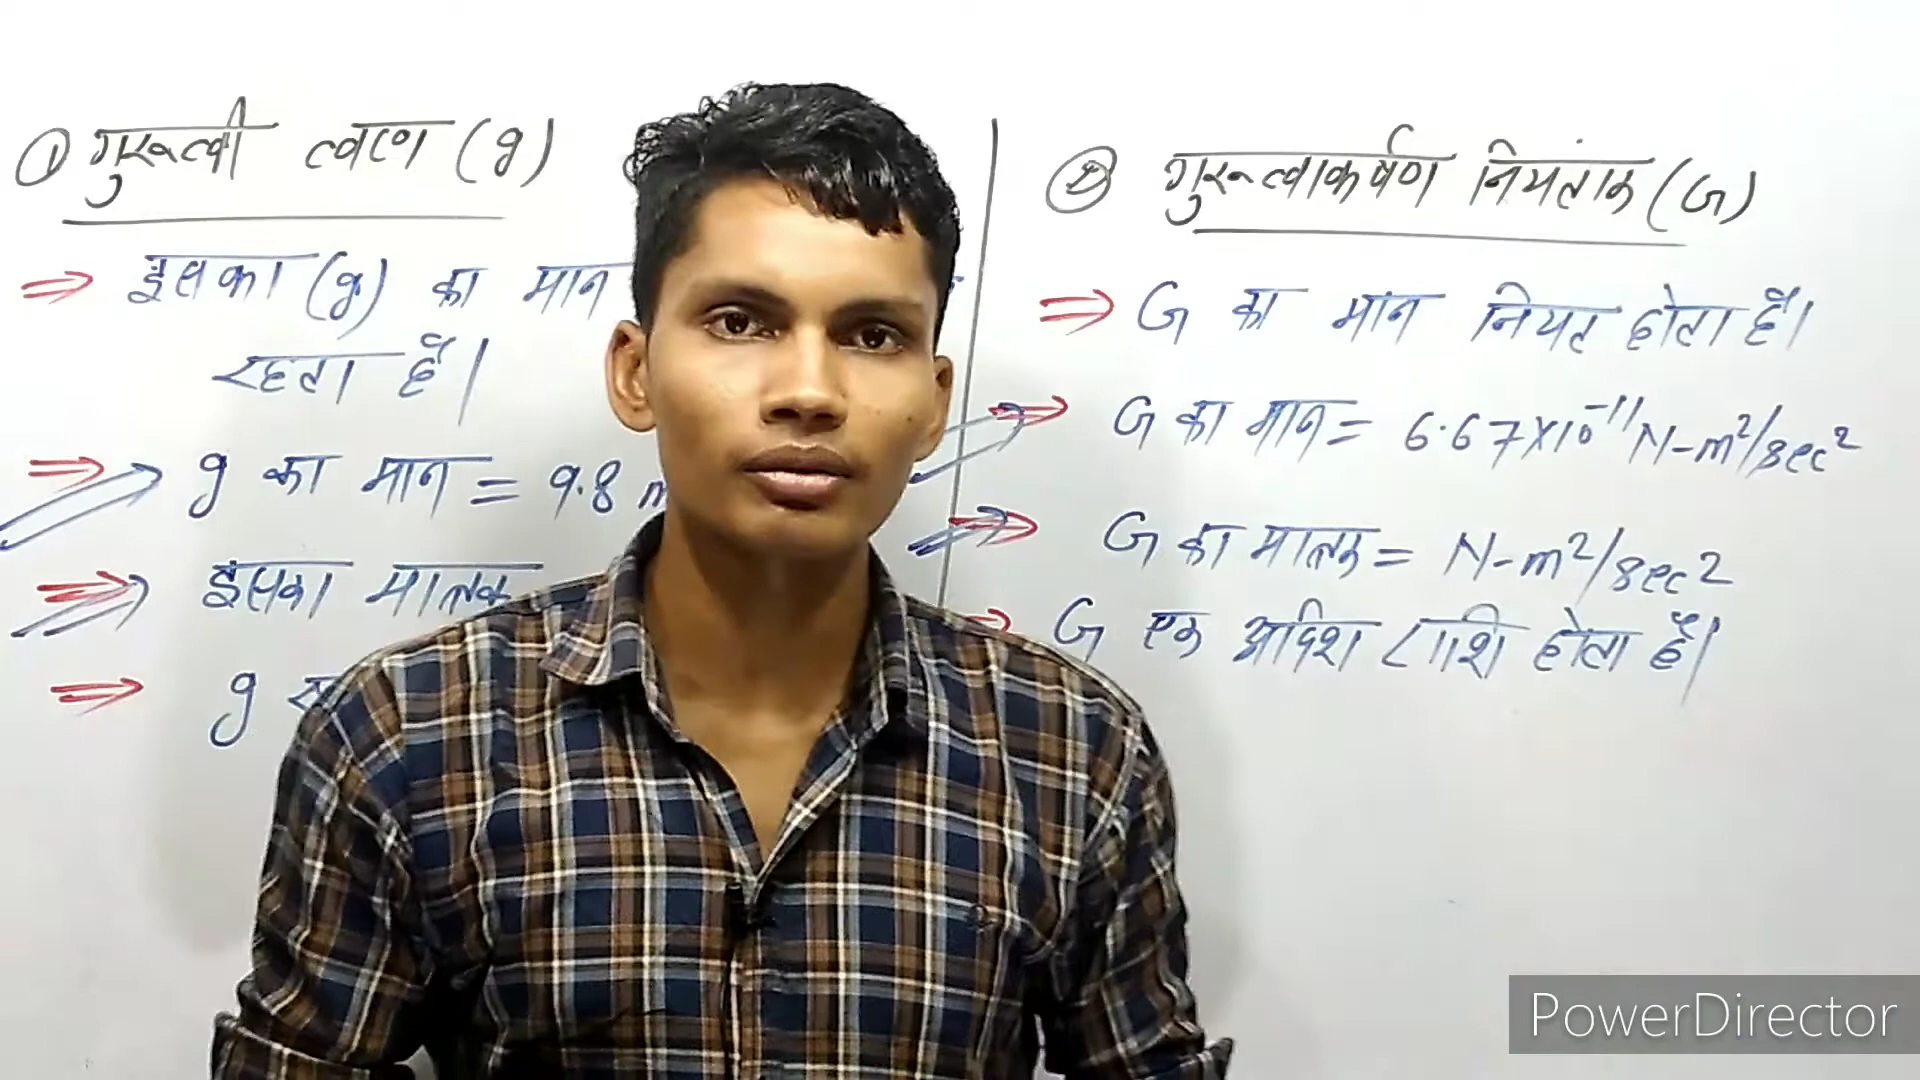 ① गुरुत्वी त्वरण (g)
⇒ इसका (g) का मान
रहता है।
⇒ g का मान = 9.8 m
⇒ इसका मात्रक
⇒ g
② गुरुत्वाकर्षण नियतांक (G)
⇒ G का मान नियत होता है।
⇒ G का मान = 6.67×10⁻¹¹ N-m²/sec²
⇒ G का मात्रक = N-m²/sec²
⇒ G एक अदिश राशि होता है।
PowerDirector